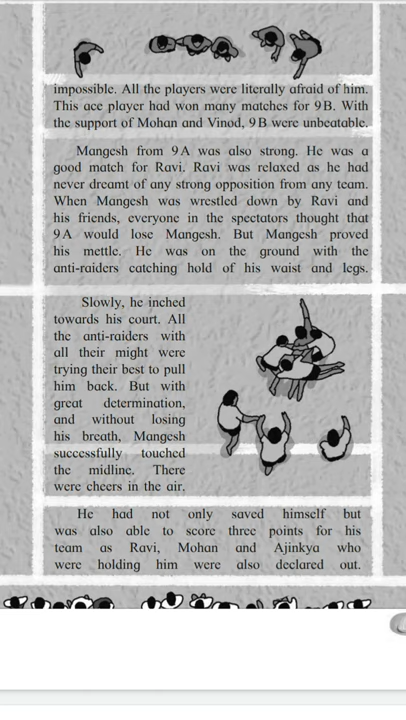 impossible. All the players were literally afraid of him.
This ace player had won many matches for 9B. With
the support of Mohan and Vinod, 9B were unbeatable.
Mangesh from 9A was also strong. He was a
good match for Ravi. Ravi was relaxed as he had
never dreamt of any strong opposition from any team.
When Mangesh was wrestled down by Ravi and
his friends, everyone in the spectators thought that
9A would lose Mangesh. But Mangesh proved
his mettle. He was on the ground with the
anti-raiders catching hold of his waist and legs.
Slowly, he inched
towards his court. All
the anti-raiders with
all their might were
trying their best to pull
him back. But with
great determination,
and without losing
his breath, Mangesh
successfully touched
the midline. There
were cheers in the air.
He had not only saved himself but
was also able to score three points for his
team as Ravi, Mohan and Ajinkya who
were holding him were also declared out.